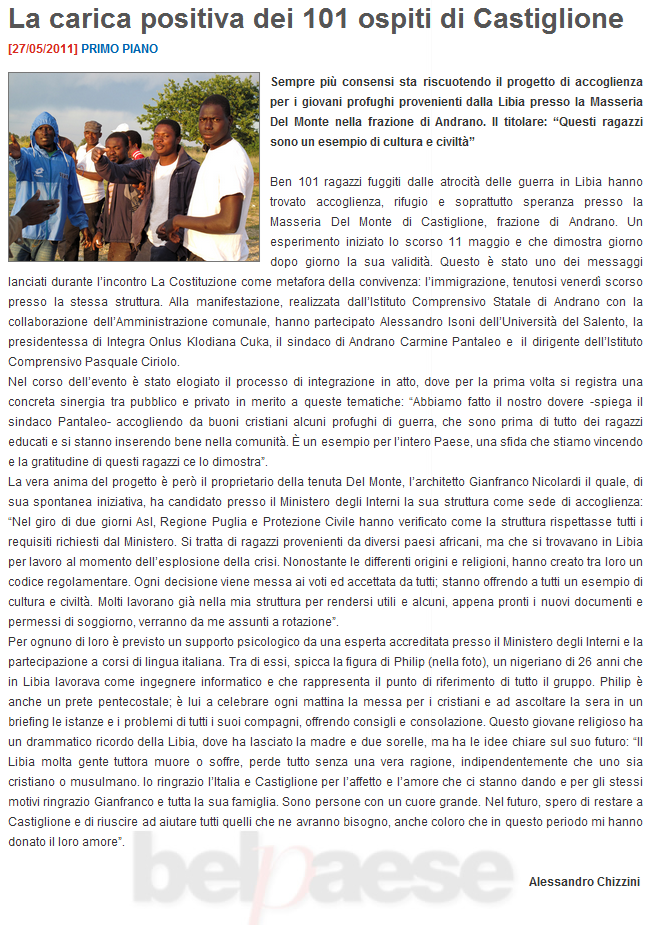 La carica positiva dei 101 ospiti di Castiglione
[27/05/2011] PRIMO PIANO
Sempre più consensi sta riscuotendo il progetto di accoglienza
per i giovani profughi provenienti dalla Libia presso la Masseria
Del Monte nella frazione di Andrano. Il titolare: “Questi ragazzi
sono un esempio di cultura e civiltà”
Ben 101 ragazzi fuggiti dalle atrocità delle guerra in Libia hanno
trovato accoglienza, rifugio e soprattutto speranza presso la
Masseria Del Monte di Castiglione, frazione di Andrano. Un
esperimento iniziato lo scorso 11 maggio e che dimostra giorno
dopo giorno la sua validità. Questo è stato uno dei messaggi
lanciati durante l’incontro La Costituzione come metafora della convivenza: l’immigrazione, tenutosi venerdì scorso
presso la stessa struttura. Alla manifestazione, realizzata dall’Istituto Comprensivo Statale di Andrano con la
collaborazione dell’Amministrazione comunale, hanno partecipato Alessandro Isoni dell’Università del Salento, la
presidentessa di Integra Onlus Klodiana Cuka, il sindaco di Andrano Carmine Pantaleo e il dirigente dell’Istituto
Comprensivo Pasquale Ciriolo.
Nel corso dell’evento è stato elogiato il processo di integrazione in atto, dove per la prima volta si registra una
concreta sinergia tra pubblico e privato in merito a queste tematiche: “Abbiamo fatto il nostro dovere -spiega il
sindaco Pantaleo- accogliendo da buoni cristiani alcuni profughi di guerra, che sono prima di tutto dei ragazzi
educati e si stanno inserendo bene nella comunità. È un esempio per l’intero Paese, una sfida che stiamo vincendo
e la gratitudine di questi ragazzi ce lo dimostra”.
La vera anima del progetto è però il proprietario della tenuta Del Monte, l’architetto Gianfranco Nicolardi il quale, di
sua spontanea iniziativa, ha candidato presso il Ministero degli Interni la sua struttura come sede di accoglienza:
“Nel giro di due giorni Asl, Regione Puglia e Protezione Civile hanno verificato come la struttura rispettasse tutti i
requisiti richiesti dal Ministero. Si tratta di ragazzi provenienti da diversi paesi africani, ma che si trovavano in Libia
per lavoro al momento dell’esplosione della crisi. Nonostante le differenti origini e religioni, hanno creato tra loro un
codice regolamentare. Ogni decisione viene messa ai voti ed accettata da tutti; stanno offrendo a tutti un esempio di
cultura e civiltà. Molti lavorano già nella mia struttura per rendersi utili e alcuni, appena pronti i nuovi documenti e
permessi di soggiorno, verranno da me assunti a rotazione”.
Per ognuno di loro è previsto un supporto psicologico da una esperta accreditata presso il Ministero degli Interni e la
partecipazione a corsi di lingua italiana. Tra di essi, spicca la figura di Philip (nella foto), un nigeriano di 26 anni che
in Libia lavorava come ingegnere informatico e che rappresenta il punto di riferimento di tutto il gruppo. Philip è
anche un prete pentecostale; è lui a celebrare ogni mattina la messa per i cristiani e ad ascoltare la sera in un
briefing le istanze e i problemi di tutti i suoi compagni, offrendo consigli e consolazione. Questo giovane religioso ha
un drammatico ricordo della Libia, dove ha lasciato la madre e due sorelle, ma ha le idee chiare sul suo futuro: “Il
Libia molta gente tuttora muore o soffre, perde tutto senza una vera ragione, indipendentemente che uno sia
cristiano o musulmano. Io ringrazio l’Italia e Castiglione per l’affetto e l’amore che ci stanno dando e per gli stessi
motivi ringrazio Gianfranco e tutta la sua famiglia. Sono persone con un cuore grande. Nel futuro, spero di restare a
Castiglione e di riuscire ad aiutare tutti quelli che ne avranno bisogno, anche coloro che in questo periodo mi hanno
donato il loro amore”.
belpaese
Alessandro Chizzini